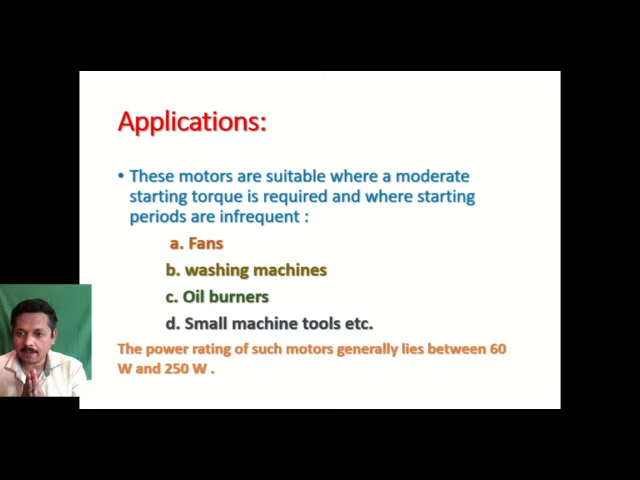 Applications:
• These motors are suitable where a moderate
starting torque is required and where starting
periods are infrequent :
a. Fans
b. washing machines
c. Oil burners
d. Small machine tools etc.
The power rating of such motors generally lies between 60
W and 250 W .